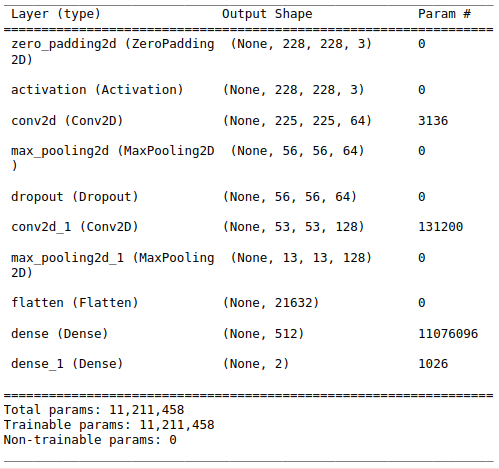 Layer (type) Output Shape Param #
=================================================================
zero_padding2d (ZeroPadding (None, 228, 228, 3) 0
2D)
activation (Activation) (None, 228, 228, 3) 0
conv2d (Conv2D) (None, 225, 225, 64) 3136
max_pooling2d (MaxPooling2D (None, 56, 56, 64) 0
)
dropout (Dropout) (None, 56, 56, 64) 0
conv2d_1 (Conv2D) (None, 53, 53, 128) 131200
max_pooling2d_1 (MaxPooling (None, 13, 13, 128) 0
2D)
flatten (Flatten) (None, 21632) 0
dense (Dense) (None, 512) 11076096
dense_1 (Dense) (None, 2) 1026
=================================================================
Total params: 11,211,458
Trainable params: 11,211,458
Non-trainable params: 0